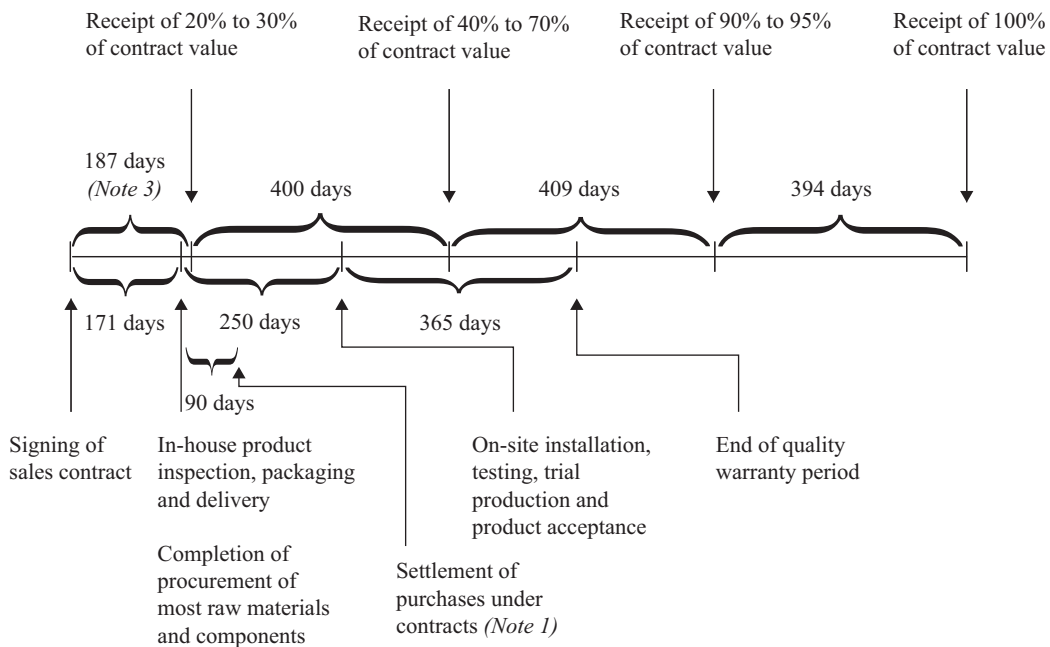 Receipt of 20% to 30%
of contract value
Receipt of 40% to 70%
of contract value
Receipt of 90% to 95%
of contract value
Receipt of 100%
of contract value
187 days
(Note 3)
400 days
409 days
394 days
171 days
250 days
365 days
90 days
Signing of
sales contract
In-house product
inspection, packaging
and delivery
Completion of
procurement of
most raw materials
and components
Settlement of
purchases under
contracts (Note 1)
On-site installation,
testing, trial
production and
product acceptance
End of quality
warranty period